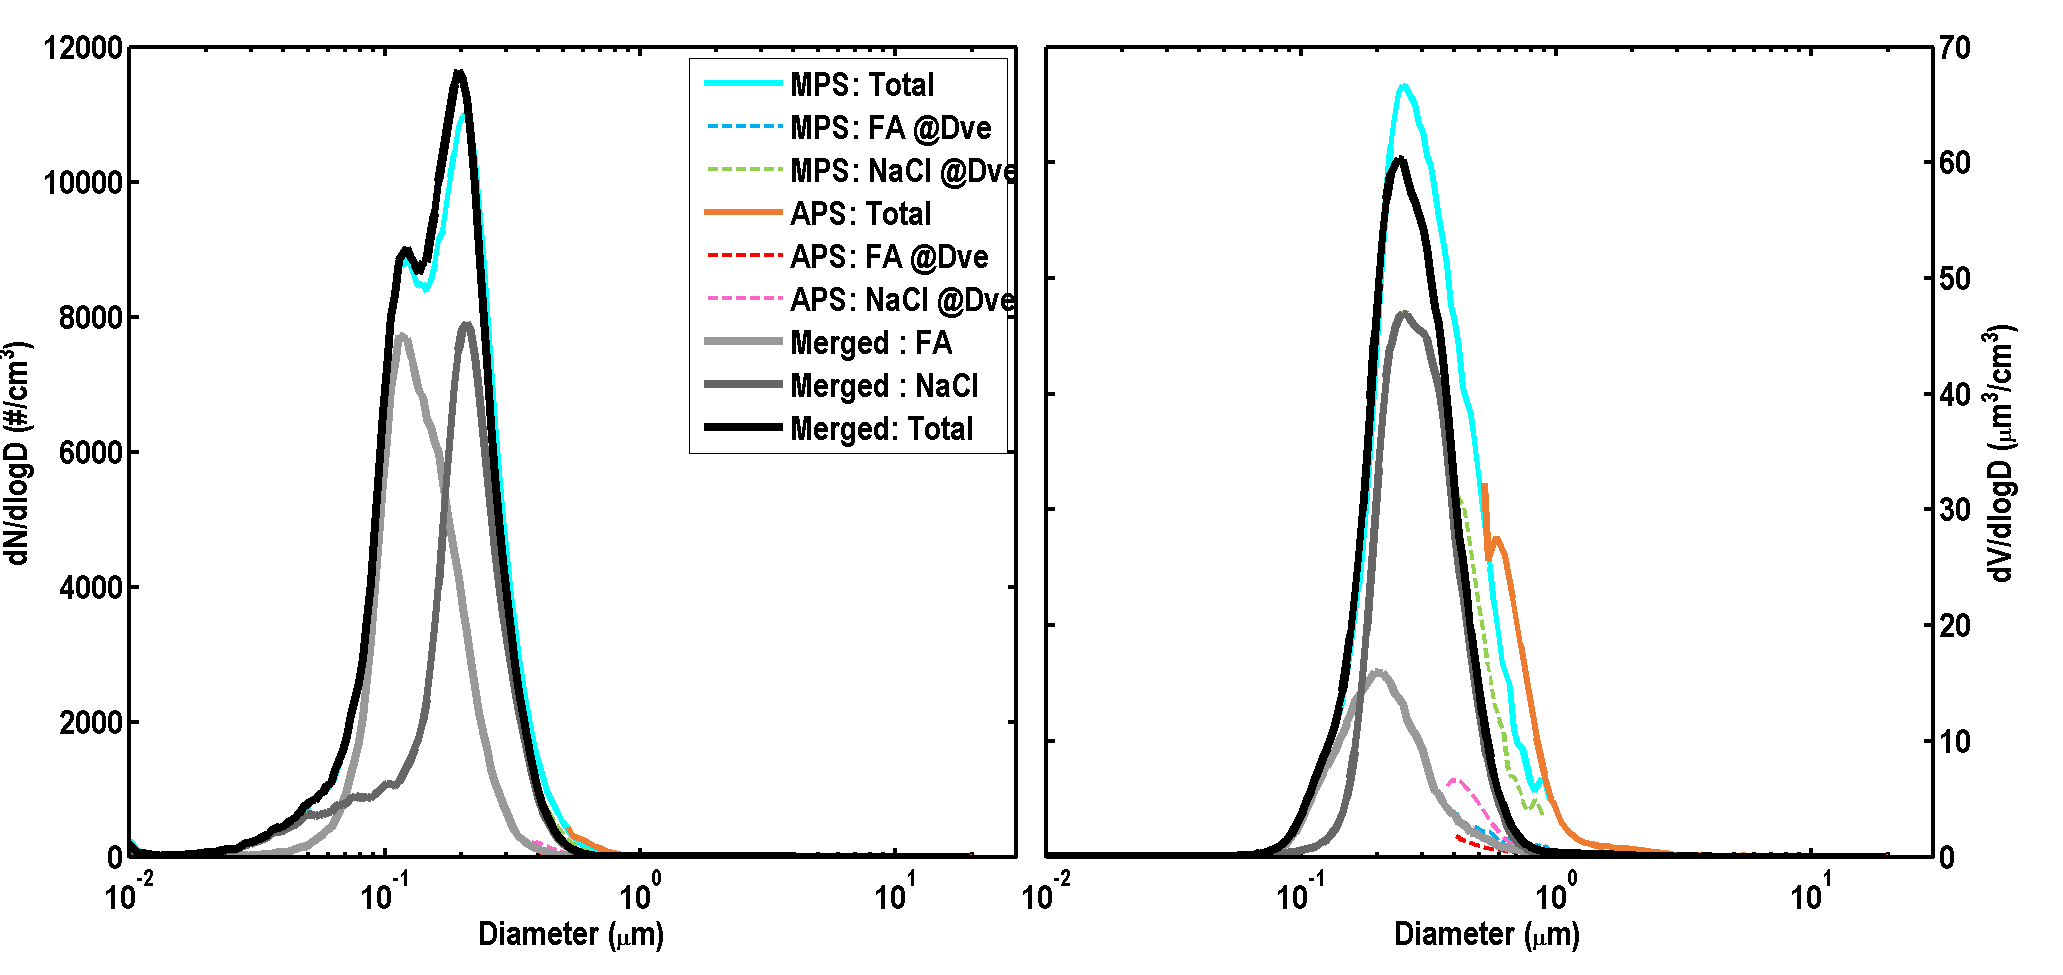 12000
10000
8000
6000
4000
2000
0
dN/dlogD (#/cm³)
MPS: Total
MPS: FA @Dve
MPS: NaCl @Dve
APS: Total
APS: FA @Dve
APS: NaCl @Dve
Merged : FA
Merged : NaCl
Merged: Total
10⁻² 10⁻¹ 10⁰ 10¹
Diameter (μm)
70
60
50
40
30
20
10
0
dV/dlogD (μm³/cm³)
10⁻² 10⁻¹ 10⁰ 10¹
Diameter (μm)